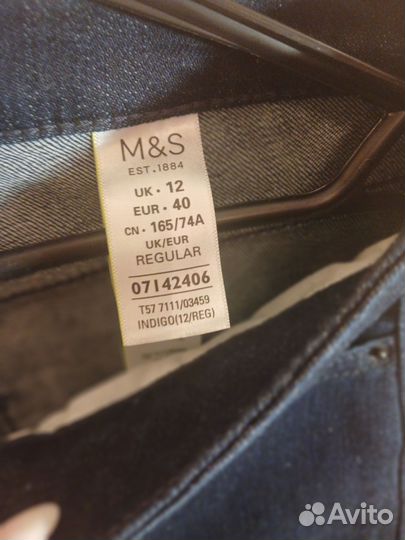 M&S
EST. 1884
UK · 12
EUR · 40
CN · 165/74A
UK/EUR
REGULAR
07142406
T57 7111/03459
INDIGO(12/REG)
Avito